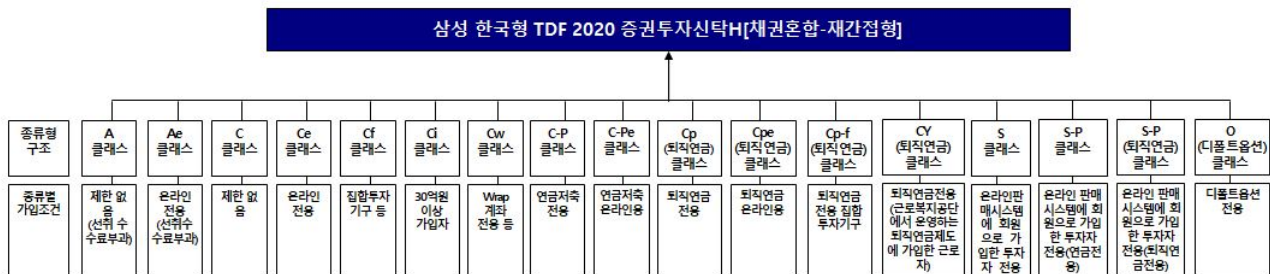 삼성 한국형 TDF 2020 증권투자신탁H[채권혼합-재간접형]
종류형
구조
A
클래스
Ae
클래스
C
클래스
Ce
클래스
Cf
클래스
Ci
클래스
Cw
클래스
C-P
클래스
C-Pe
클래스
Cp
(퇴직연금)
클래스
Cpe
(퇴직연금)
클래스
Cp-f
(퇴직연금)
클래스
CY
(퇴직연금)
클래스
S
클래스
S-P
클래스
S-P
(퇴직연금)
클래스
O
(디폴트옵션)
클래스
종류별
가입조건
제한 없
음
(선취 수
수료부과)
온라인
전용
(선취수
수료부과)
제한 없
음
온라인
전용
집합투자
기구 등
30억원
이상
가입자
Wrap
계좌
전용 등
연금저축
전용
연금저축
온라인용
퇴직연금
전용
퇴직연금
온라인용
퇴직연금
전용 집합
투자기구
퇴직연금전용
(근로복지공단
에서 운영하는
퇴직연금제도
에 가입한 근로
자)
온라인판
매시스템
에 회원
으로 가
입한 투자
자 전용
온라인 판매
시스템에 회
원으로 가입
한 투자자
전용(연금전
용)
온라인 판매
시스템에 회
원으로 가입
한 투자자
전용(퇴직연
금전용)
디폴트옵션
전용